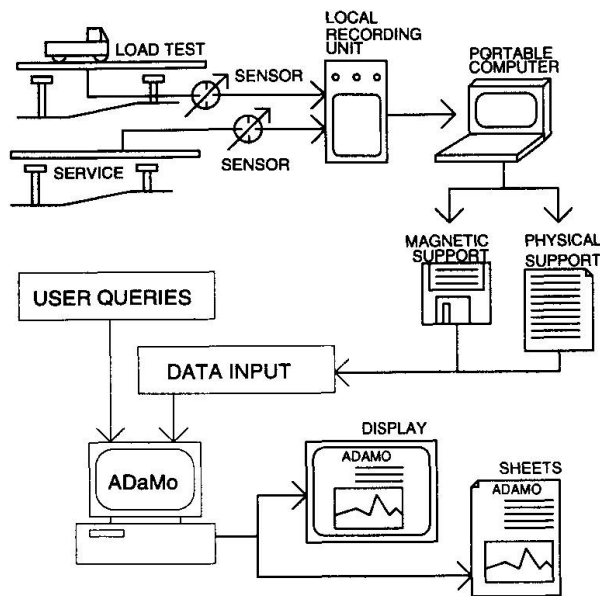 LOAD TEST
SENSOR
LOCAL
RECORDING
UNIT
PORTABLE
COMPUTER
SERVICE
SENSOR
MAGNETIC
SUPPORT
PHYSICAL
SUPPORT
USER QUERIES
DATA INPUT
ADaMo
DISPLAY
ADAMO
SHEETS
ADAMO